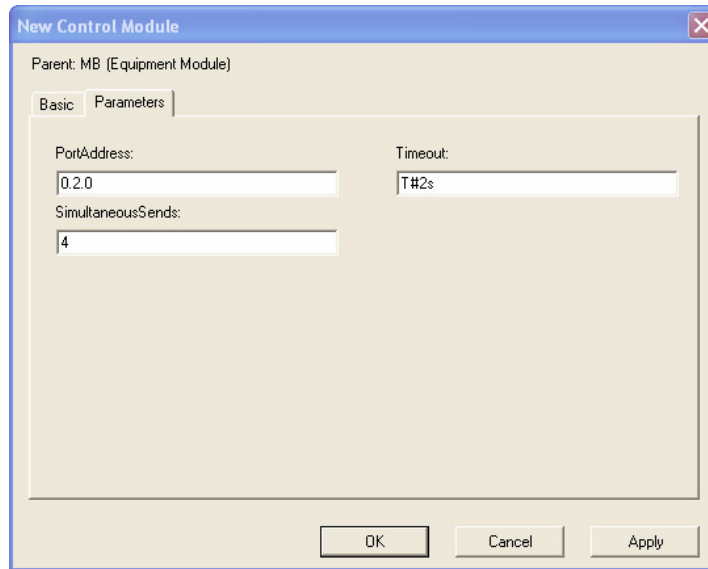 New Control Module
Parent: MB (Equipment Module)
Basic Parameters
PortAddress: Timeout:
0.2.0 T#2s
SimultaneousSends:
4
OK Cancel Apply